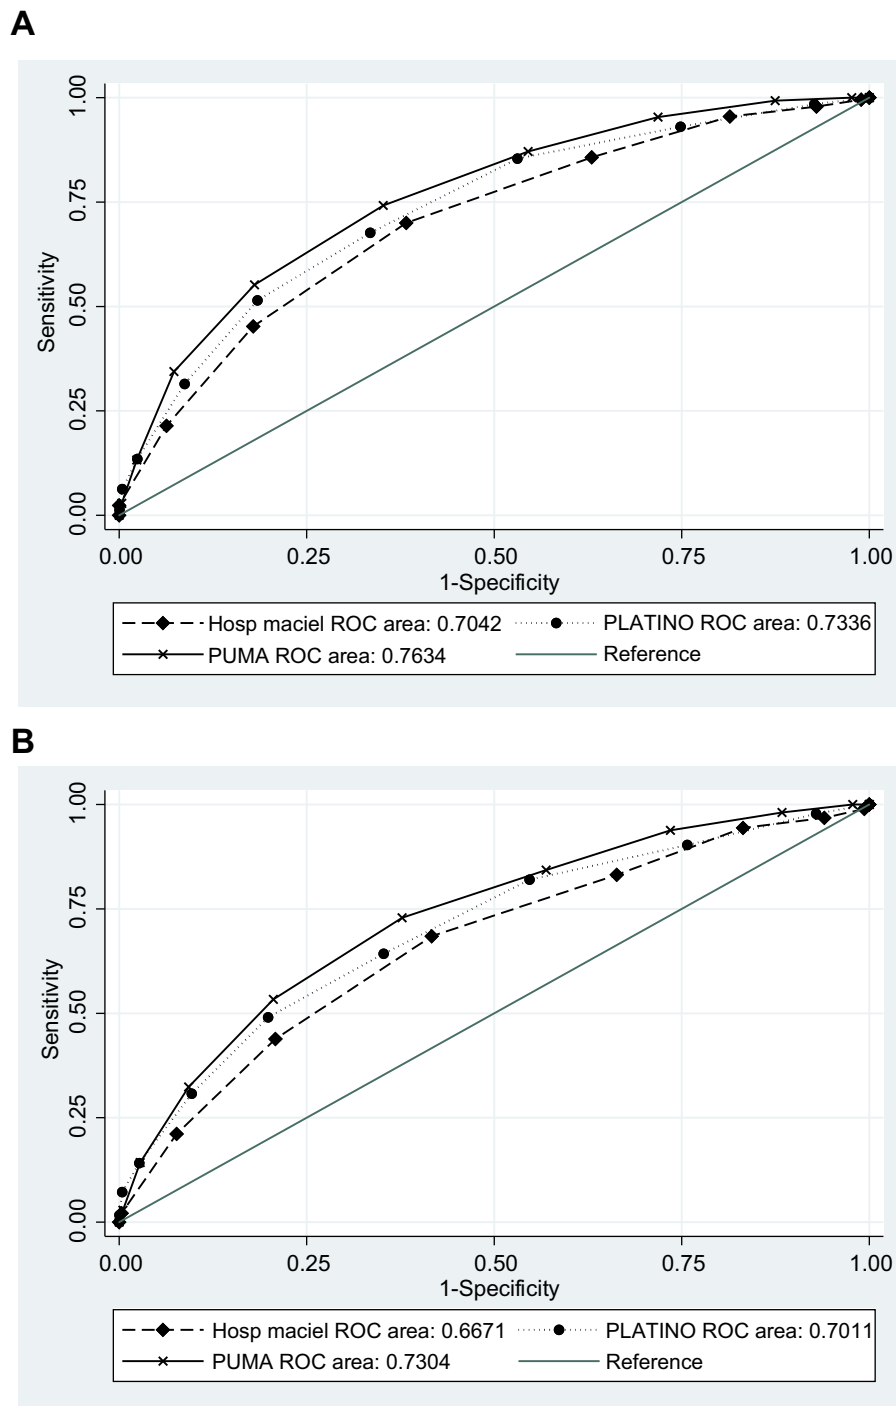 A
1.00
0.75
0.50
0.25
0.00
Sensitivity
0.00 0.25 0.50 0.75 1.00
1-Specificity
Hosp maciel ROC area: 0.7042 PLATINO ROC area: 0.7336
PUMA ROC area: 0.7634 Reference
B
1.00
0.75
0.50
0.25
0.00
Sensitivity
0.00 0.25 0.50 0.75 1.00
1-Specificity
Hosp maciel ROC area: 0.6671 PLATINO ROC area: 0.7011
PUMA ROC area: 0.7304 Reference